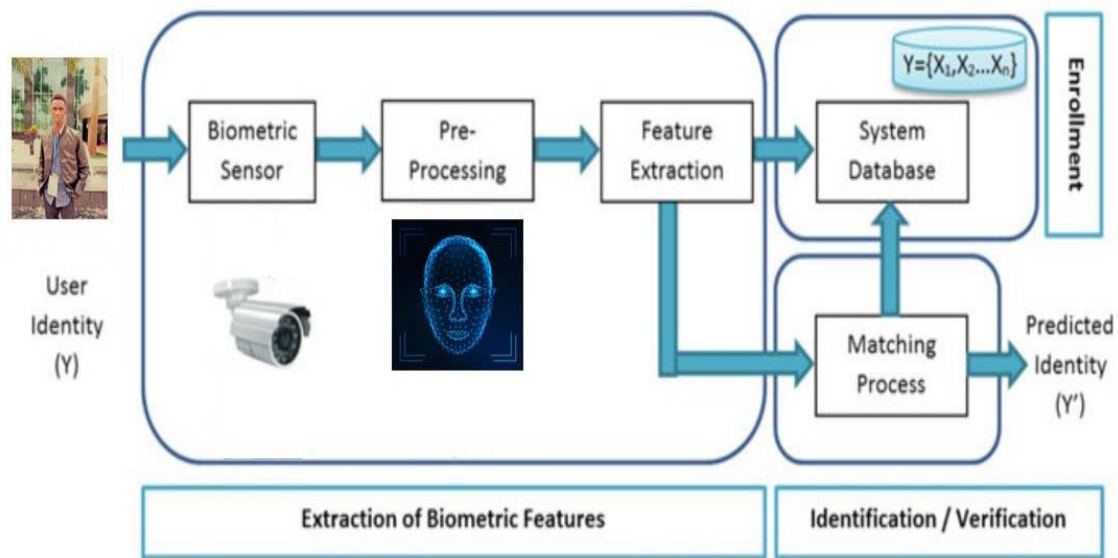 User
Identity
(Y)
Biometric
Sensor
Pre-
Processing
Feature
Extraction
Y={X₁,X₂...Xₙ}
System
Database
Enrollment
Matching
Process
Predicted
Identity
(Y')
Extraction of Biometric Features
Identification / Verification